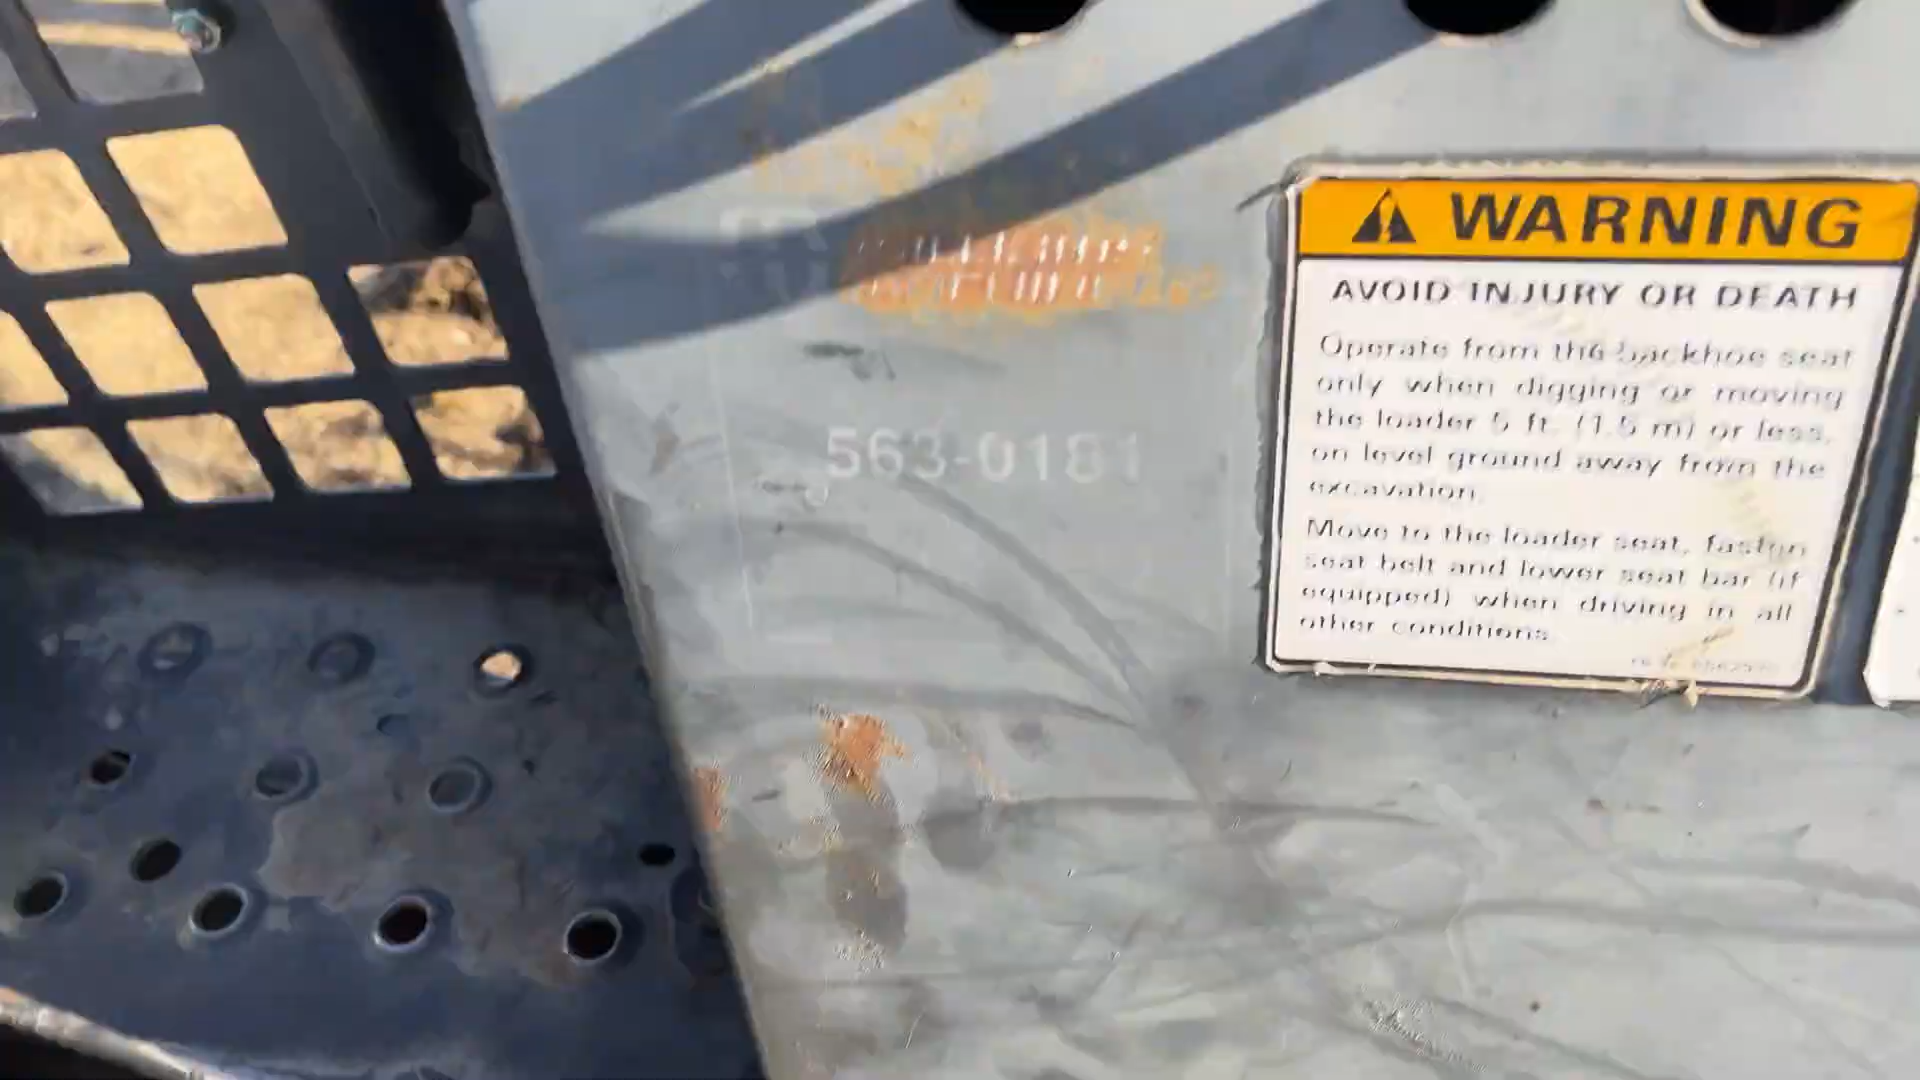 563-0181
WARNING
AVOID INJURY OR DEATH
Operate from the backhoe seat
only when digging or moving
the loader 5 ft. (1.5 m) or less,
on level ground away from the
excavation.
Move to the loader seat, fasten
seat belt and lower seat bar (if
equipped) when driving in all
other conditions.